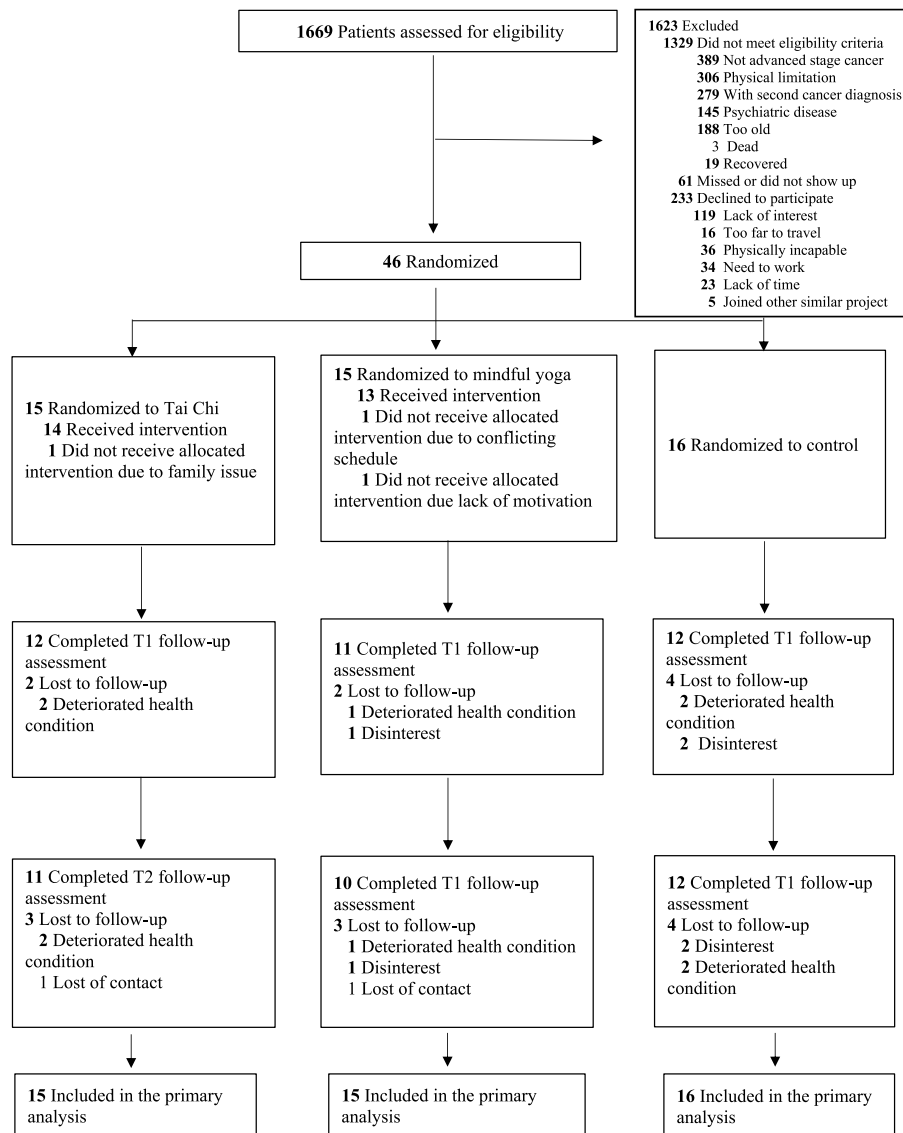 1669 Patients assessed for eligibility
1623 Excluded
1329 Did not meet eligibility criteria
389 Not advanced stage cancer
306 Physical limitation
279 With second cancer diagnosis
145 Psychiatric disease
188 Too old
3 Dead
19 Recovered
61 Missed or did not show up
233 Declined to participate
119 Lack of interest
16 Too far to travel
36 Physically incapable
34 Need to work
23 Lack of time
5 Joined other similar project
46 Randomized
15 Randomized to Tai Chi
14 Received intervention
1 Did not receive allocated
intervention due to family issue
15 Randomized to mindful yoga
13 Received intervention
1 Did not receive allocated
intervention due to conflicting
schedule
1 Did not receive allocated
intervention due lack of motivation
16 Randomized to control
12 Completed T1 follow-up
assessment
2 Lost to follow-up
2 Deteriorated health
condition
11 Completed T1 follow-up
assessment
2 Lost to follow-up
1 Deteriorated health condition
1 Disinterest
12 Completed T1 follow-up
assessment
4 Lost to follow-up
2 Deteriorated health
condition
2 Disinterest
11 Completed T2 follow-up
assessment
3 Lost to follow-up
2 Deteriorated health
condition
1 Lost of contact
10 Completed T1 follow-up
assessment
3 Lost to follow-up
1 Deteriorated health condition
1 Disinterest
1 Lost of contact
12 Completed T1 follow-up
assessment
4 Lost to follow-up
2 Disinterest
2 Deteriorated health
condition
15 Included in the primary
analysis
15 Included in the primary
analysis
16 Included in the primary
analysis